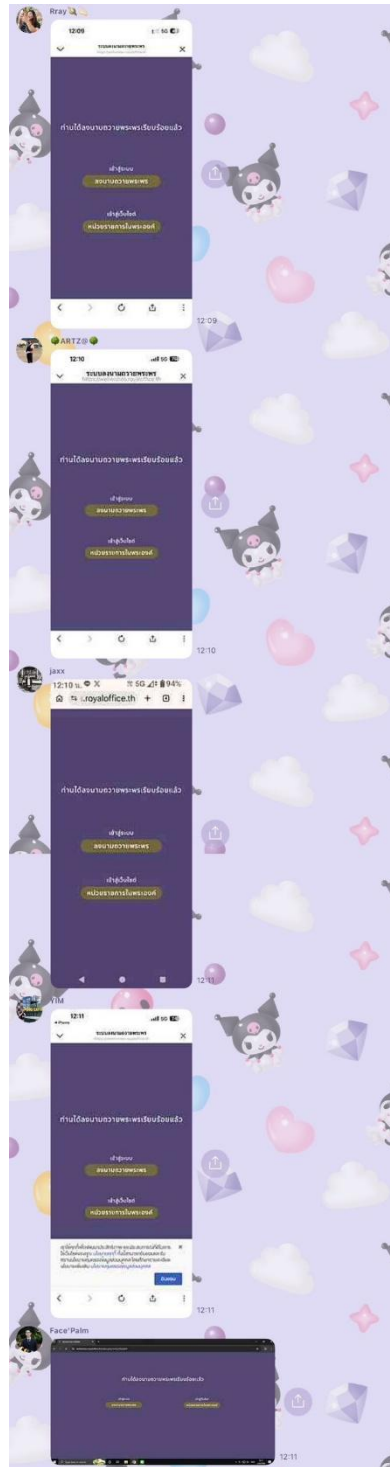 Rray
12:09
5G
ระบบลงนามถวายพระพร
ท่านได้ลงนามถวายพระพรเรียบร้อยแล้ว
เข้าสู่ระบบ
ลงนามถวายพระพร
เข้าสู่เว็บไซต์
หน่วยราชการในพระองค์
12:09
ARTZ@
12:10
5G
ระบบลงนามถวายพระพร
ท่านได้ลงนามถวายพระพรเรียบร้อยแล้ว
เข้าสู่ระบบ
ลงนามถวายพระพร
เข้าสู่เว็บไซต์
หน่วยราชการในพระองค์
12:10
jaxx
12:10 น. X 5G 94%
.royaloffice.th
ท่านได้ลงนามถวายพระพรเรียบร้อยแล้ว
เข้าสู่ระบบ
ลงนามถวายพระพร
เข้าสู่เว็บไซต์
หน่วยราชการในพระองค์
12:11
YIM
12:11
5G
ระบบลงนามถวายพระพร
ท่านได้ลงนามถวายพระพรเรียบร้อยแล้ว
เข้าสู่ระบบ
ลงนามถวายพระพร
เข้าสู่เว็บไซต์
หน่วยราชการในพระองค์
12:11
Face'Palm
ท่านได้ลงนามถวายพระพรเรียบร้อยแล้ว
12:11